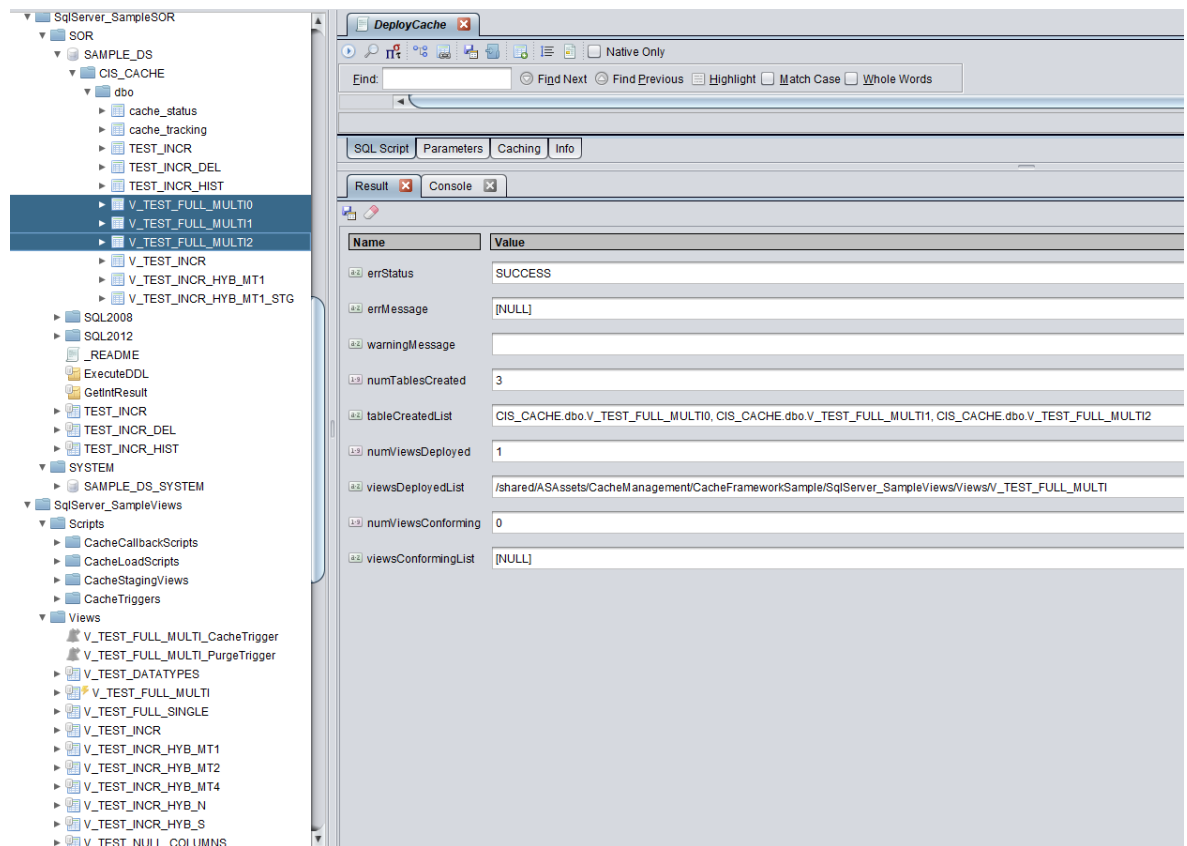 SqlServer_SampleSOR
SOR
SAMPLE_DS
CIS_CACHE
dbo
cache_status
cache_tracking
TEST_INCR
TEST_INCR_DEL
TEST_INCR_HIST
V_TEST_FULL_MULTI0
V_TEST_FULL_MULTI1
V_TEST_FULL_MULTI2
V_TEST_INCR
V_TEST_INCR_HYB_MT1
V_TEST_INCR_HYB_MT1_STG
SQL2008
SQL2012
_README
ExecuteDDL
GetIntResult
TEST_INCR
TEST_INCR_DEL
TEST_INCR_HIST
SYSTEM
SAMPLE_DS_SYSTEM
SqlServer_SampleViews
Scripts
CacheCallbackScripts
CacheLoadScripts
CacheStagingViews
CacheTriggers
Views
V_TEST_FULL_MULTI_CacheTrigger
V_TEST_FULL_MULTI_PurgeTrigger
V_TEST_DATATYPES
V_TEST_FULL_MULTI
V_TEST_FULL_SINGLE
V_TEST_INCR
V_TEST_INCR_HYB_MT1
V_TEST_INCR_HYB_MT2
V_TEST_INCR_HYB_MT4
V_TEST_INCR_HYB_N
V_TEST_INCR_HYB_S
V_TEST_NULL_COLUMNS
DeployCache
Native Only
Find: Find Next Find Previous Highlight Match Case Whole Words
SQL Script Parameters Caching Info
Result Console
Name Value
errStatus SUCCESS
errMessage [NULL]
warningMessage
numTablesCreated 3
tableCreatedList CIS_CACHE.dbo.V_TEST_FULL_MULTI0, CIS_CACHE.dbo.V_TEST_FULL_MULTI1, CIS_CACHE.dbo.V_TEST_FULL_MULTI2
numViewsDeployed 1
viewsDeployedList /shared/ASAssets/CacheManagement/CacheFrameworkSample/SqlServer_SampleViews/Views/V_TEST_FULL_MULTI
numViewsConforming 0
viewsConformingList [NULL]